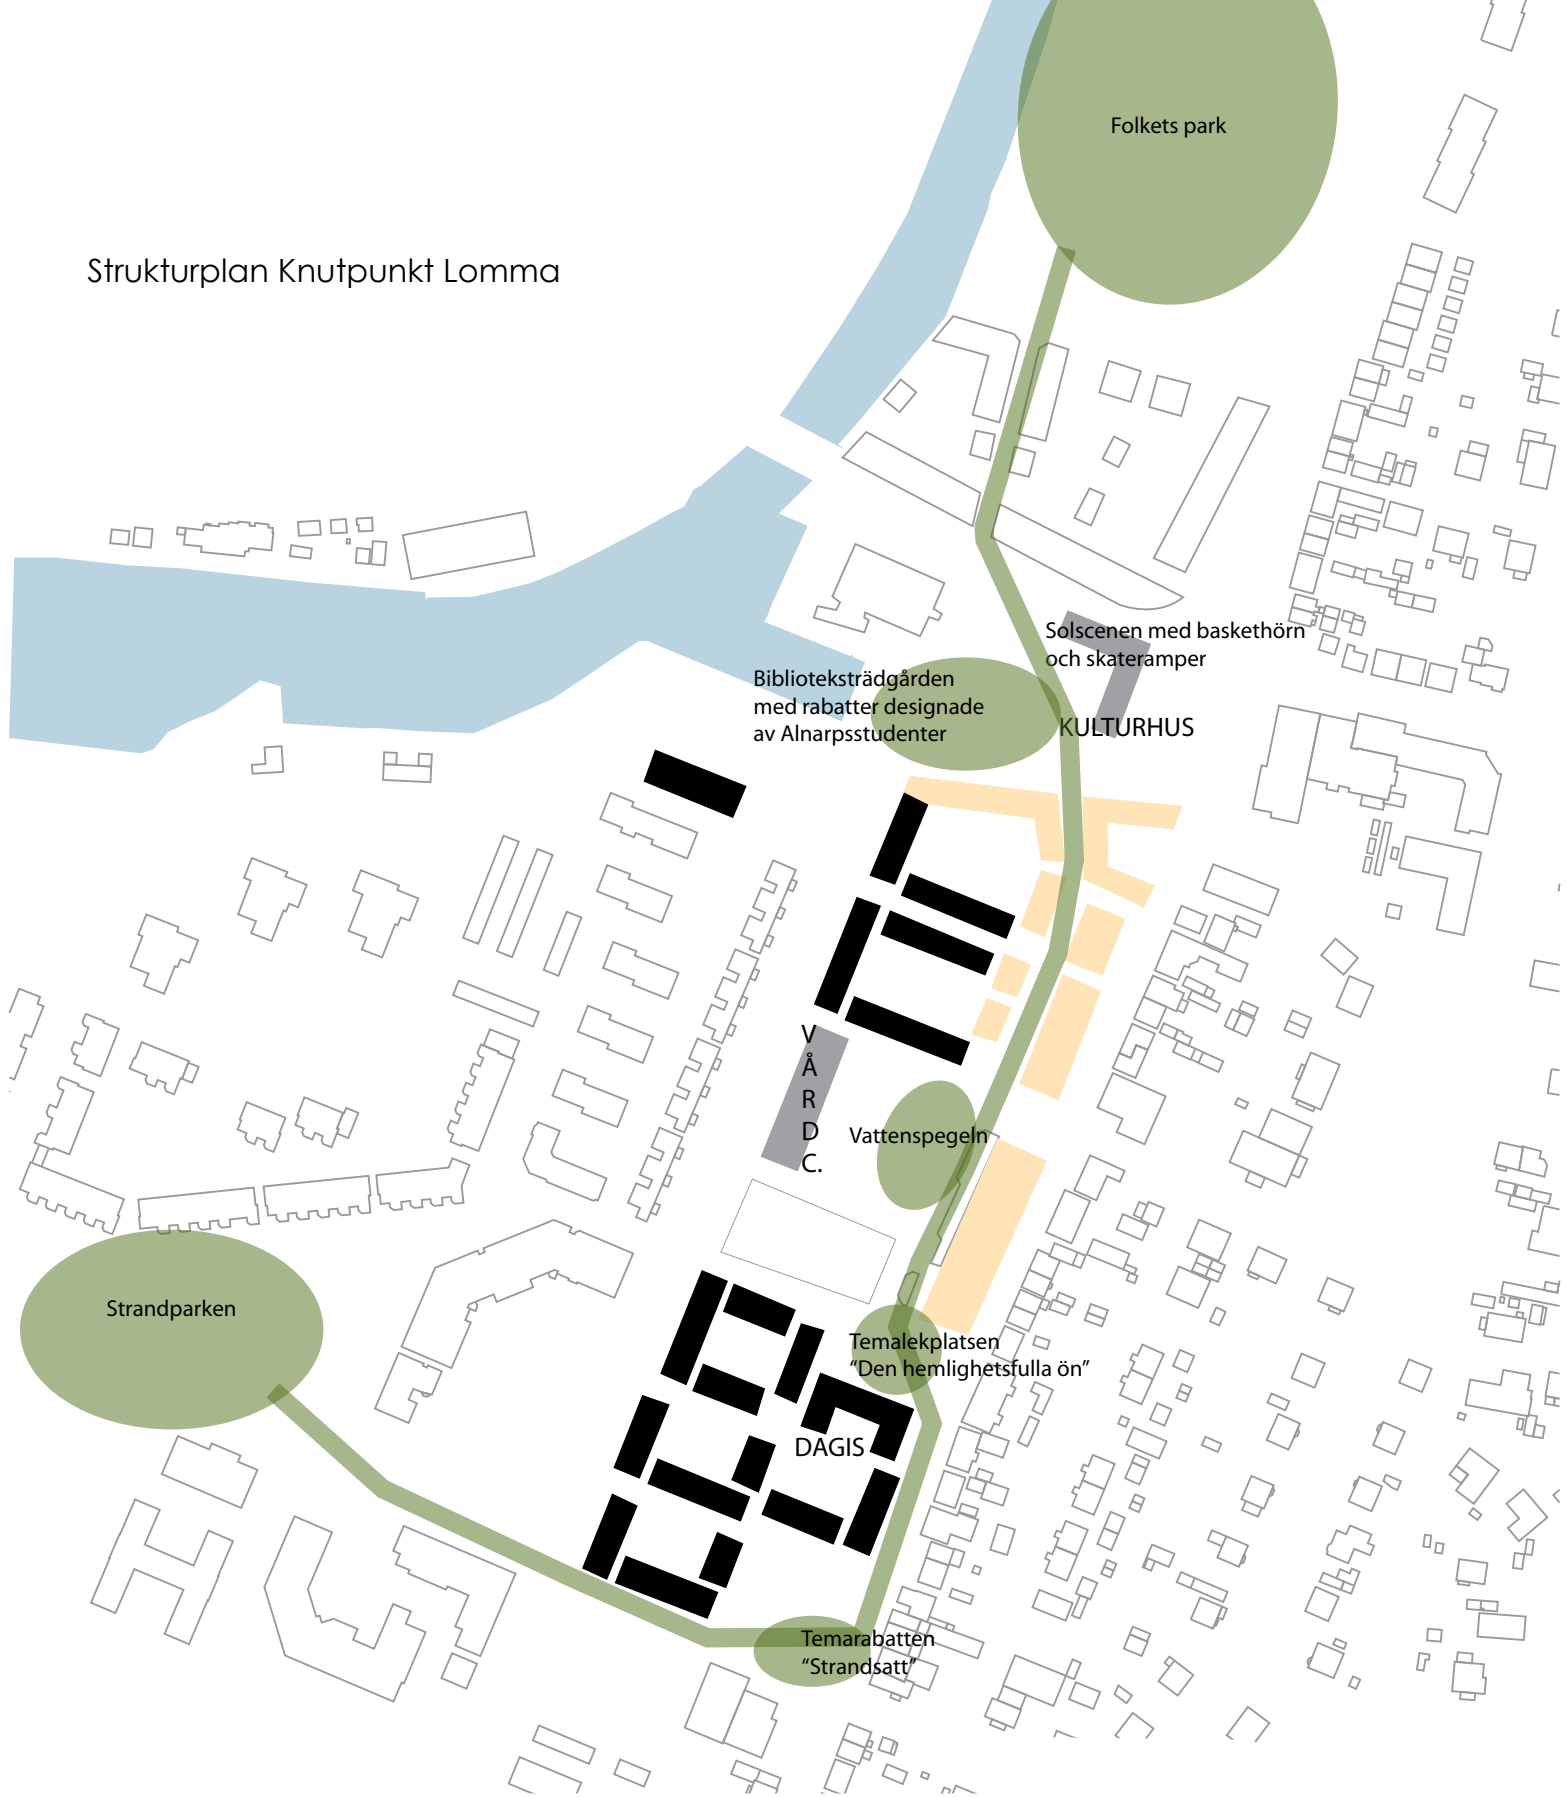 Folkets park
Strukturplan Knutpunkt Lomma
Solscenen med baskethörn
och skateramper
Biblioteksträdgården
med rabatter designade
av Alnarpsstudenter
KULTURHUS
V
Å
R
D
C.
Vattenspegeln
Strandparken
Temalekplatsen
“Den hemlighetsfulla ön”
DAGIS
Temarabatten
“Strandsatt”